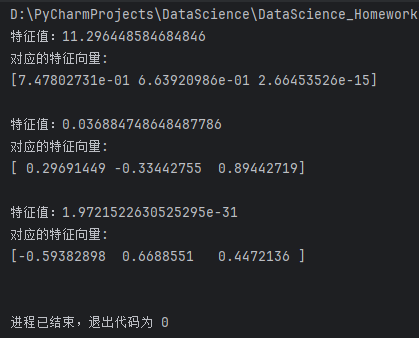 D:\PyCharmProjects\DataScience\DataScience_Homework
特征值：11.296448584684846
对应的特征向量：
[7.47802731e-01 6.63920986e-01 2.66453526e-15]
特征值：0.036884748648487786
对应的特征向量：
[ 0.29691449 -0.33442755  0.89442719]
特征值：1.9721522630525295e-31
对应的特征向量：
[-0.59382898  0.6688551   0.4472136 ]
进程已结束，退出代码为 0